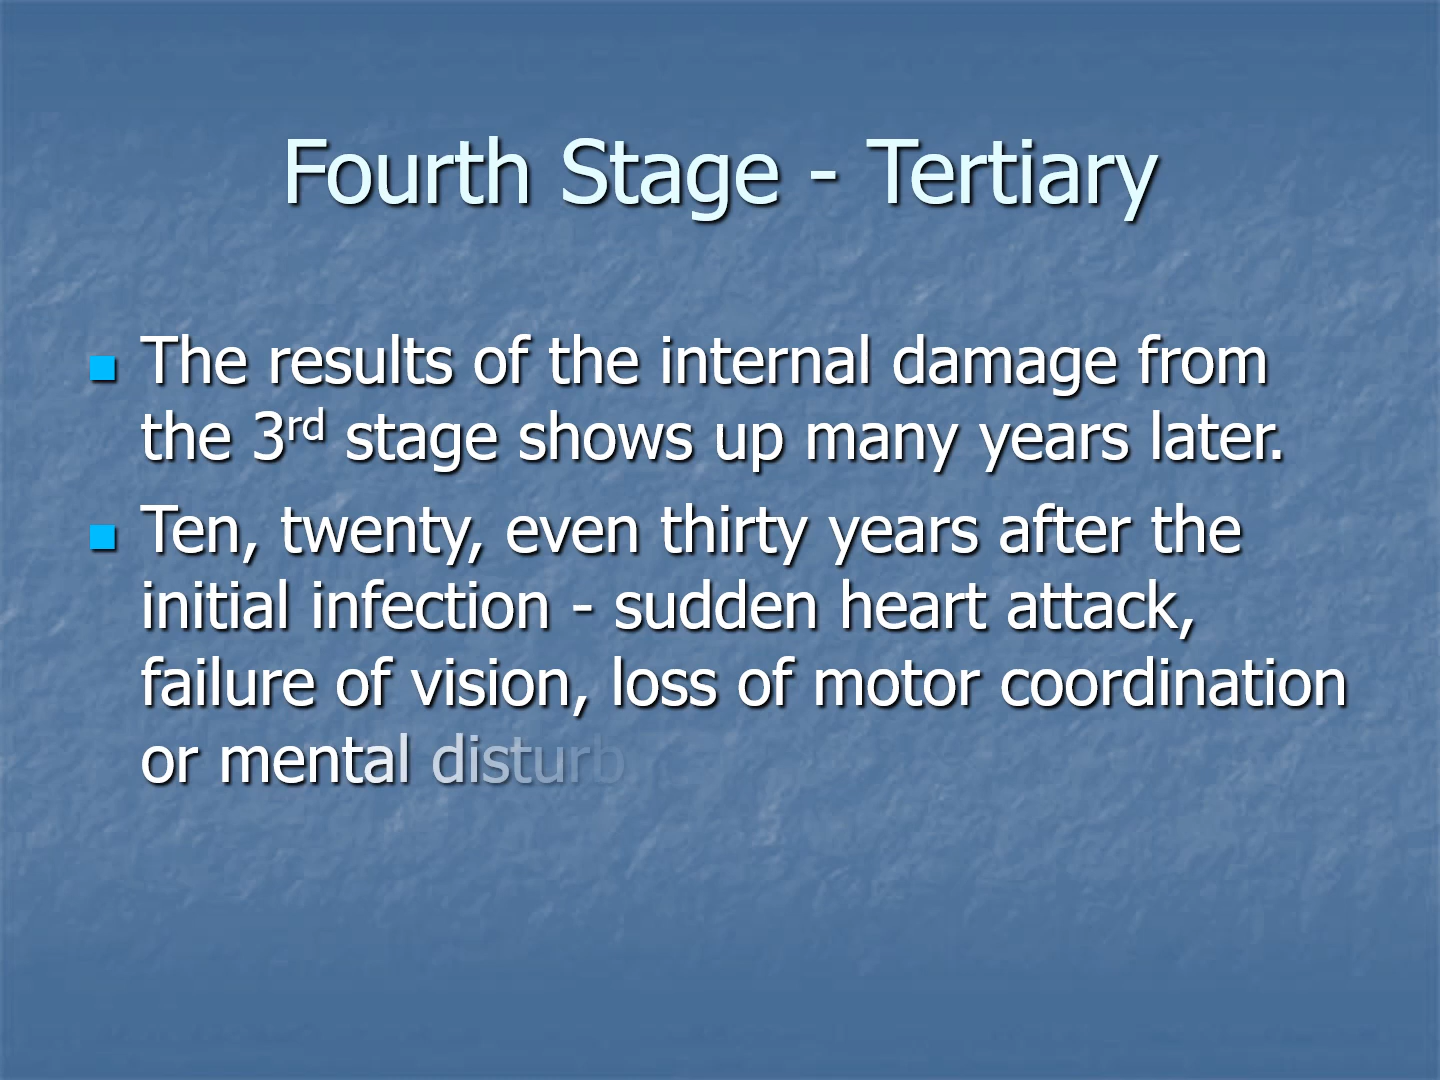 Fourth Stage - Tertiary
The results of the internal damage from
the 3rd stage shows up many years later.
Ten, twenty, even thirty years after the
initial infection - sudden heart attack,
failure of vision, loss of motor coordination
or mental disturb